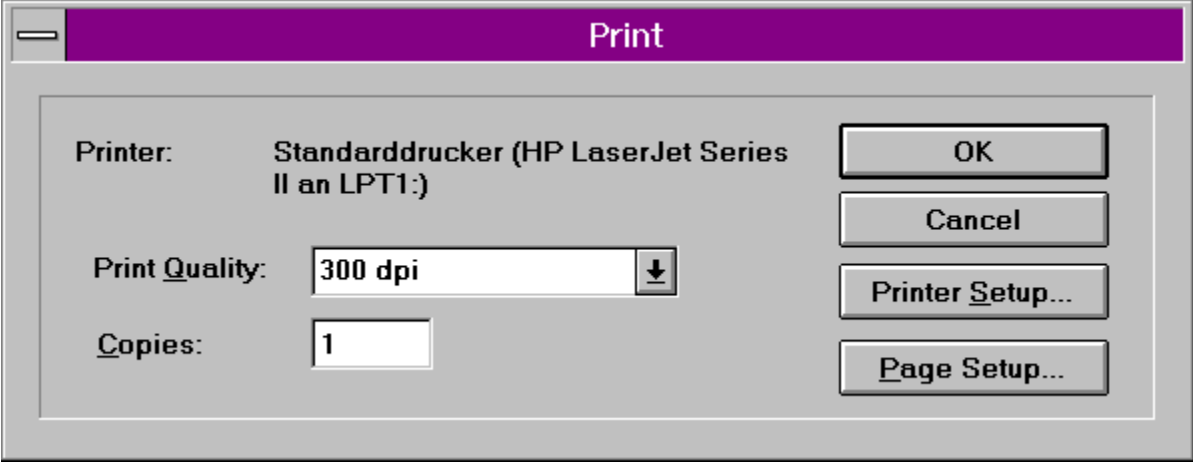 Print
Printer:
Standarddrucker (HP LaserJet Series
II an LPT1:)
OK
Cancel
Print Quality:
300 dpi
Printer Setup...
Copies:
1
Page Setup...